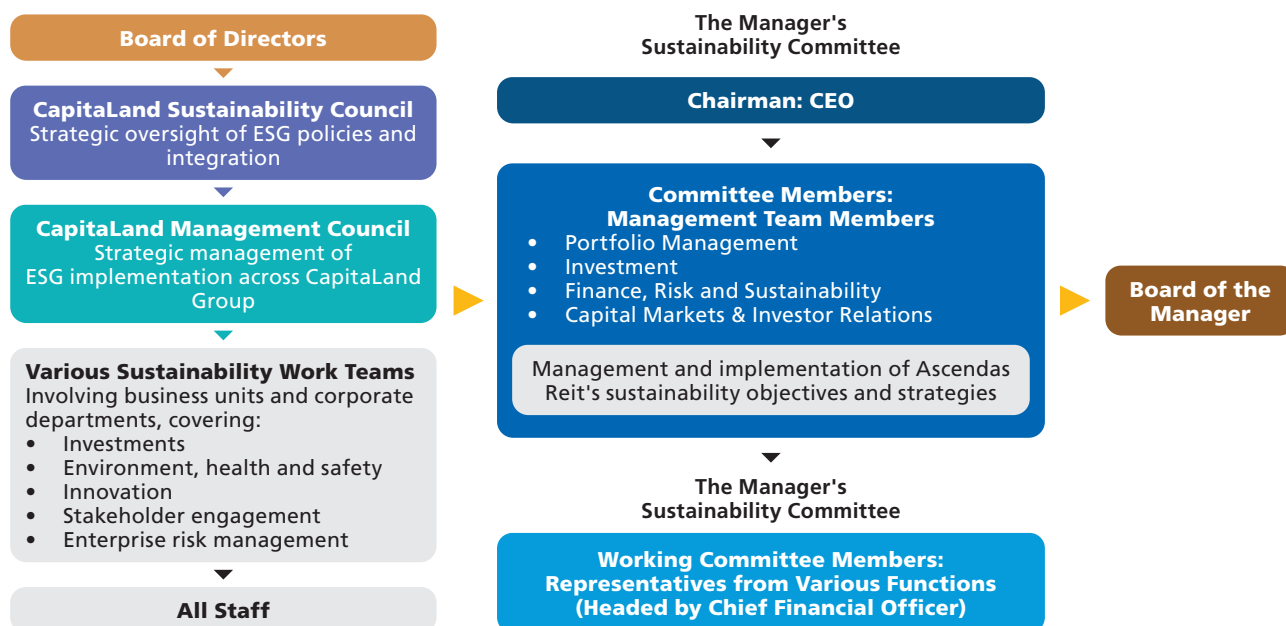 Board of Directors
CapitaLand Sustainability Council
Strategic oversight of ESG policies and
integration
CapitaLand Management Council
Strategic management of
ESG implementation across CapitaLand
Group
Various Sustainability Work Teams
Involving business units and corporate
departments, covering:
• Investments
• Environment, health and safety
• Innovation
• Stakeholder engagement
• Enterprise risk management
All Staff
The Manager's
Sustainability Committee
Chairman: CEO
Committee Members:
Management Team Members
• Portfolio Management
• Investment
• Finance, Risk and Sustainability
• Capital Markets & Investor Relations
Management and implementation of Ascendas
Reit's sustainability objectives and strategies
The Manager's
Sustainability Committee
Working Committee Members:
Representatives from Various Functions
(Headed by Chief Financial Officer)
Board of the
Manager